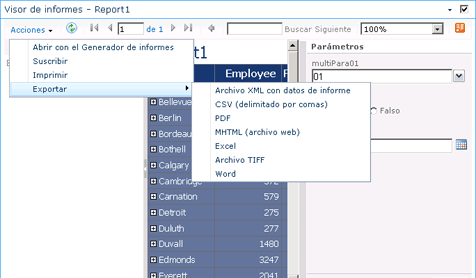 Visor de informes - Report1
Acciones 1 de 1 Buscar Siguiente 100%
Abrir con el Generador de informes
Suscribir
Imprimir
Exportar
Archivo XML con datos de informe
CSV (delimitado por comas)
PDF
MHTML (archivo web)
Excel
Archivo TIFF
Word
Employee
Bellevue
Berlin
Bordeau
Bothell
Calgary
Cambridge 372
Carnation 579
Detroit 275
Duluth 277
Duvall 1480
Edmonds 3247
Everett 2041
Parámetros
multiPara01
01
Falso